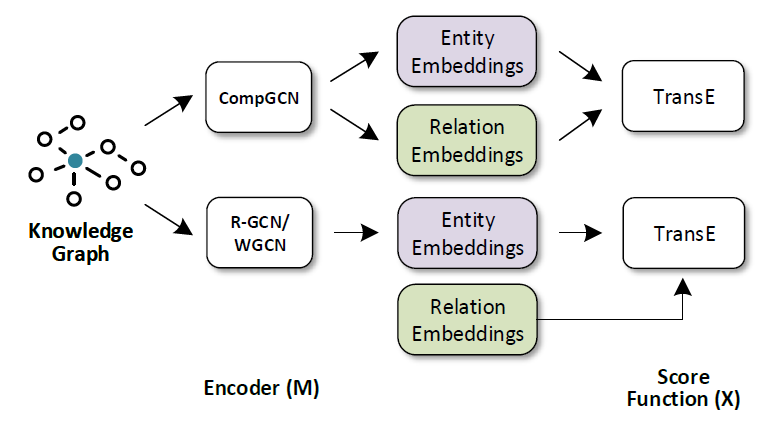 Entity
Embeddings
CompGCN
TransE
Relation
Embeddings
Knowledge
Graph
R-GCN/
WGCN
Entity
Embeddings
TransE
Relation
Embeddings
Encoder (M)
Score
Function (X)